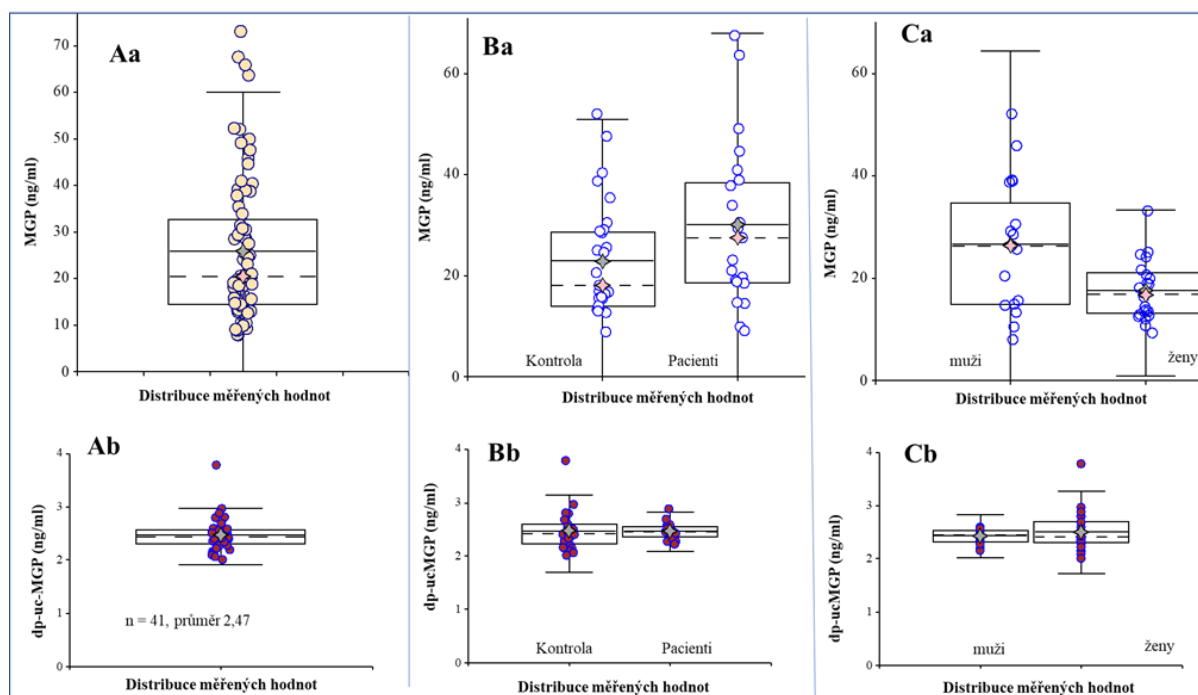 Aa
MGP (ng/ml)
70
60
50
40
30
20
10
0
Distribuce měřených hodnot
Ba
MGP (ng/ml)
60
40
20
0
Kontrola
Pacienti
Distribuce měřených hodnot
Ca
MGP (ng/ml)
60
40
20
0
muži
ženy
Distribuce měřených hodnot
Ab
dp-uc-MGP (ng/ml)
4
3
2
1
0
n = 41, průměr 2,47
Distribuce měřených hodnot
Bb
dp-ucMGP (ng/ml)
4
3
2
1
0
Kontrola
Pacienti
Distribuce měřených hodnot
Cb
dp-ucMGP (ng/ml)
4
3
2
1
0
muži
ženy
Distribuce měřených hodnot